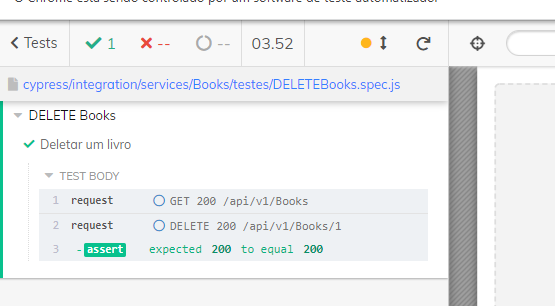 O Chrome está sendo controlado por um software de teste automatizado.
Tests 1 -- -- 03.52
cypress/integration/services/Books/testes/DELETEBooks.spec.js
DELETE Books
Deletar um livro
TEST BODY
1 request GET 200 /api/v1/Books
2 request DELETE 200 /api/v1/Books/1
3 -assert expected 200 to equal 200